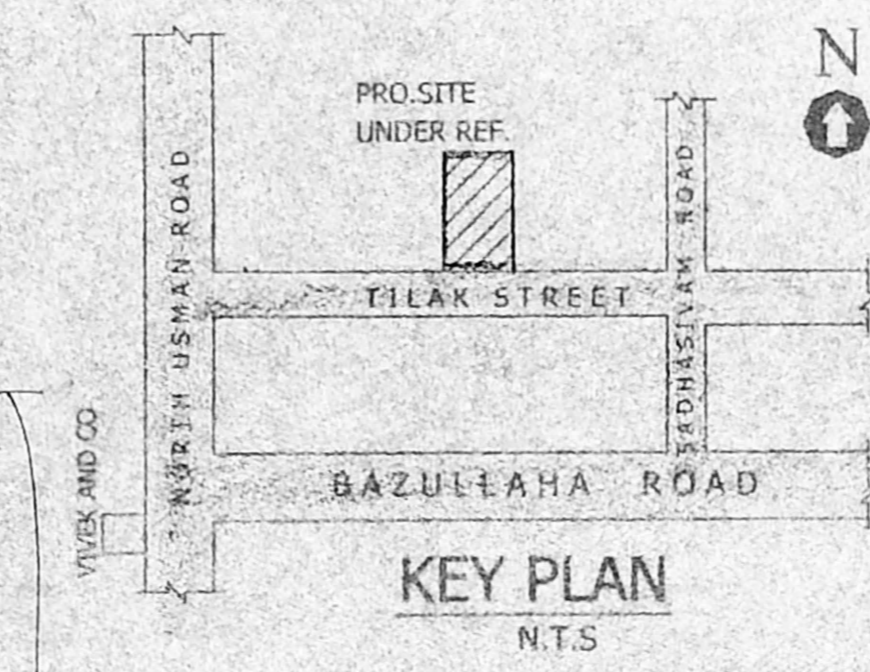 N
PRO.SITE
UNDER REF.
NORTH USMAN ROAD
SADHASIVAM ROAD
TILAK STREET
VIVEK AND CO
BAZULLAHA ROAD
KEY PLAN
N.T.S